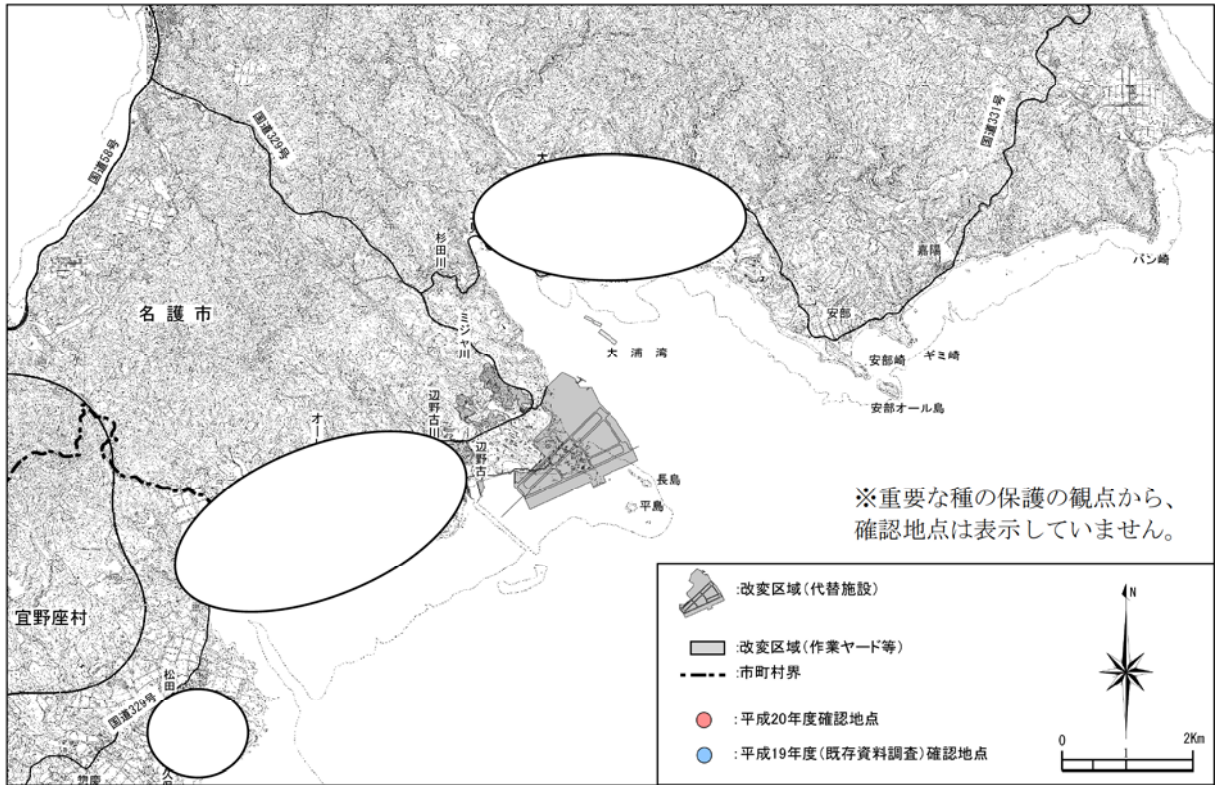 国道58号
国道329号
国道331号
大
杉田川
嘉陽
バン崎
名護市
ミジャ川
大浦湾
安部
安部崎
ギミ崎
安部オール島
辺野古川
辺野古
長島
平島
※重要な種の保護の観点から、
確認地点は表示していません。
宜野座村
松田
国道329号
惣慶
:改変区域(代替施設)
:改変区域(作業ヤード等)
:市町村界
:平成20年度確認地点
:平成19年度(既存資料調査)確認地点
N
0 2Km